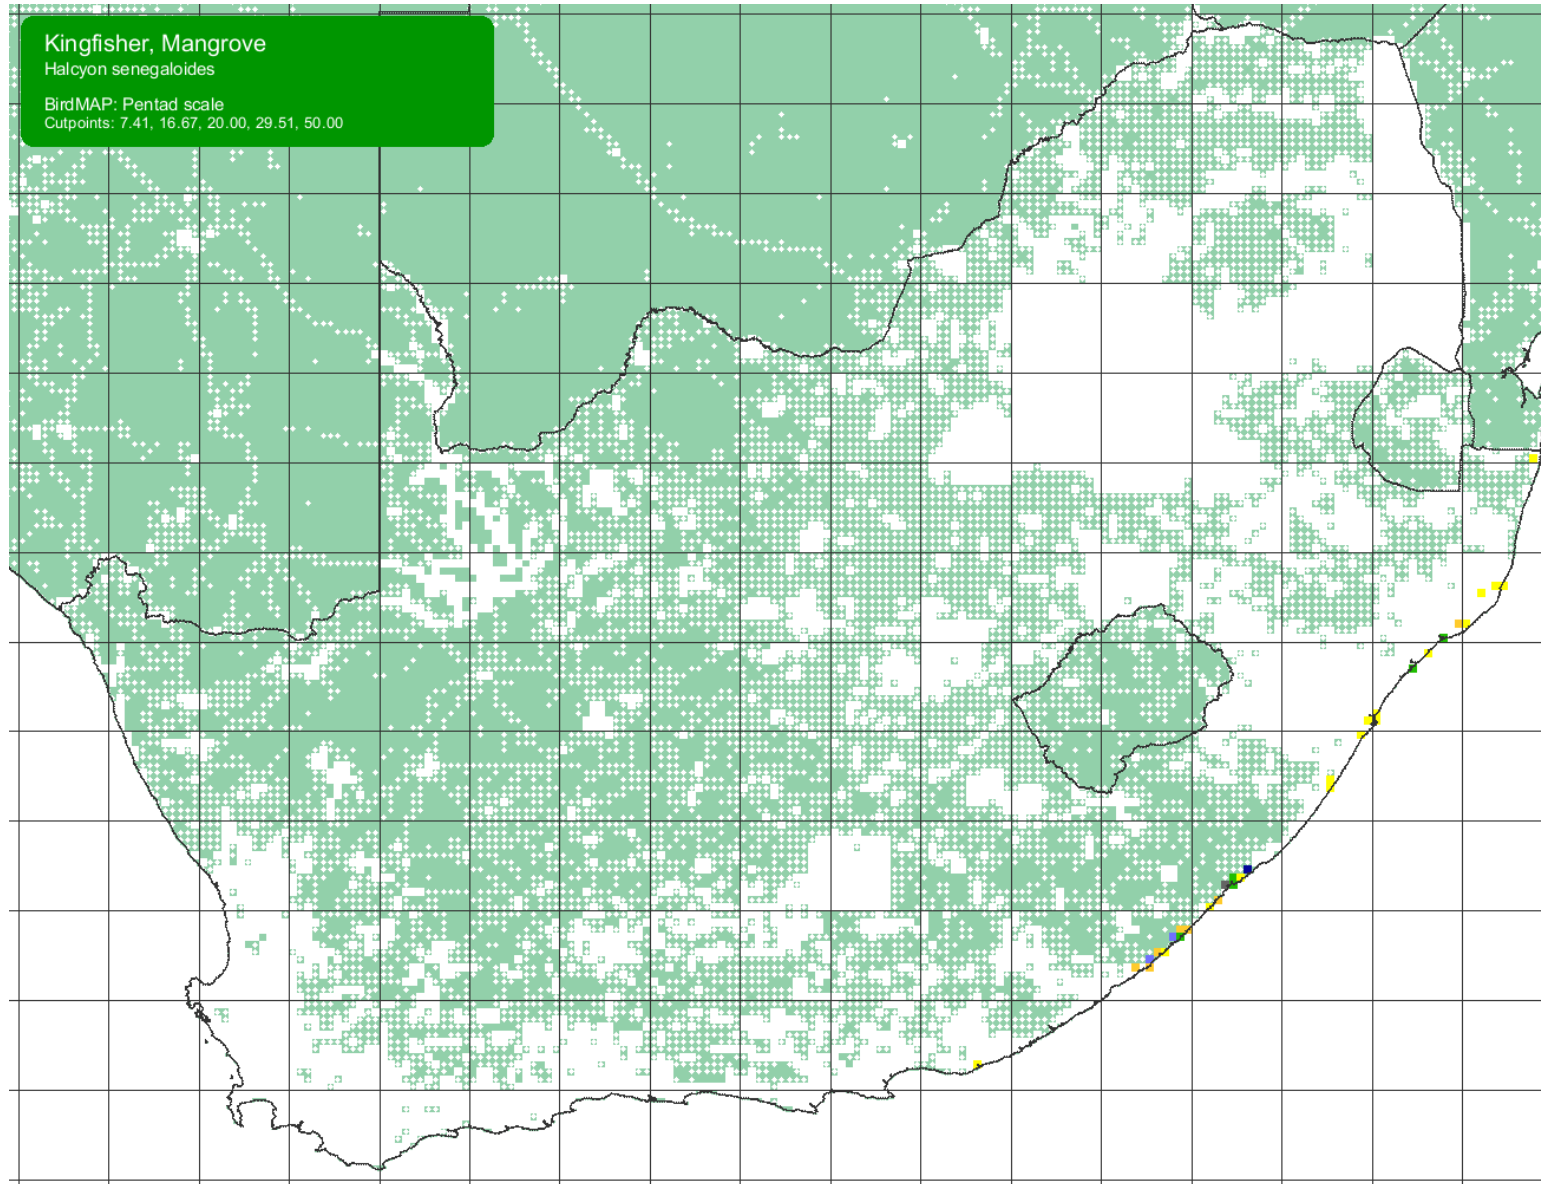 Kingfisher, Mangrove
Halcyon senegaloides
BirdMAP: Pentad scale
Cutpoints: 7.41, 16.67, 20.00, 29.51, 50.00